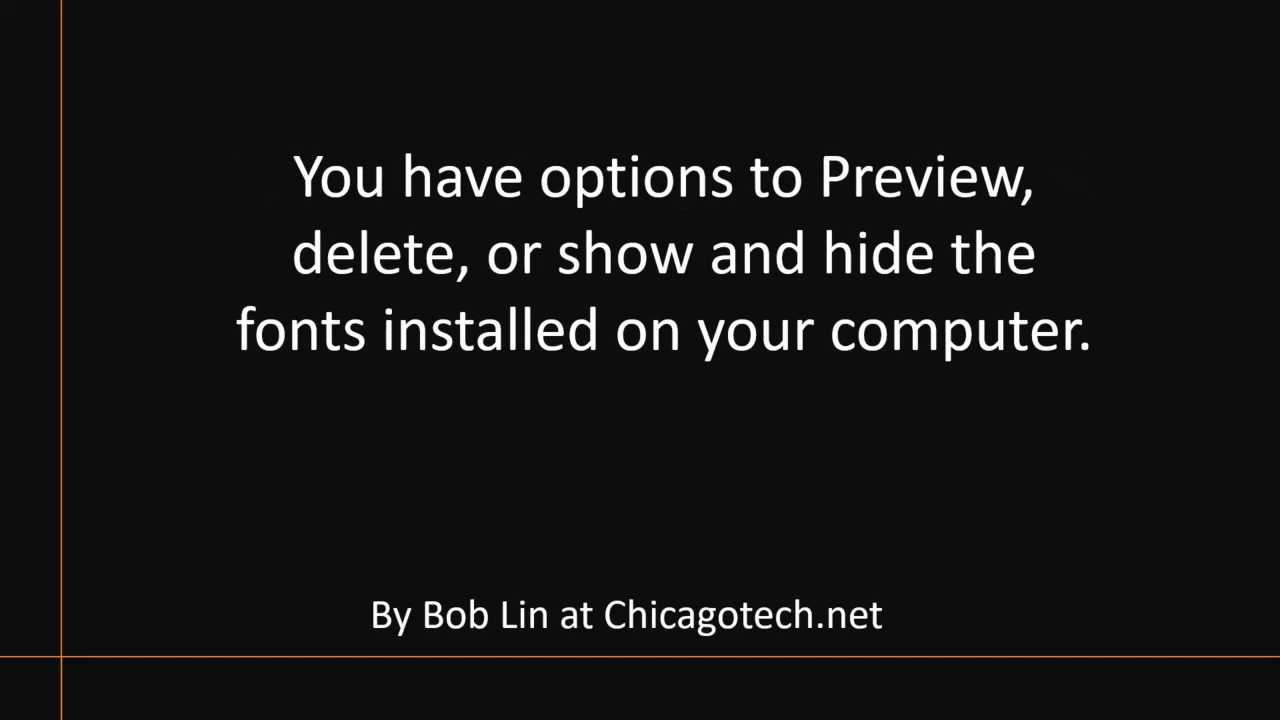 You have options to Preview,
delete, or show and hide the
fonts installed on your computer.
By Bob Lin at Chicagotech.net